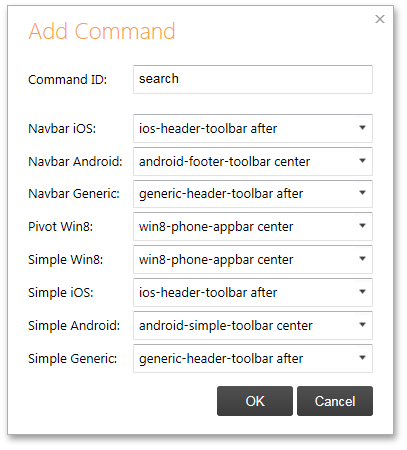 Add Command
Command ID: search
Navbar iOS: ios-header-toolbar after
Navbar Android: android-footer-toolbar center
Navbar Generic: generic-header-toolbar after
Pivot Win8: win8-phone-appbar center
Simple Win8: win8-phone-appbar center
Simple iOS: ios-header-toolbar after
Simple Android: android-simple-toolbar center
Simple Generic: generic-header-toolbar after
OK Cancel